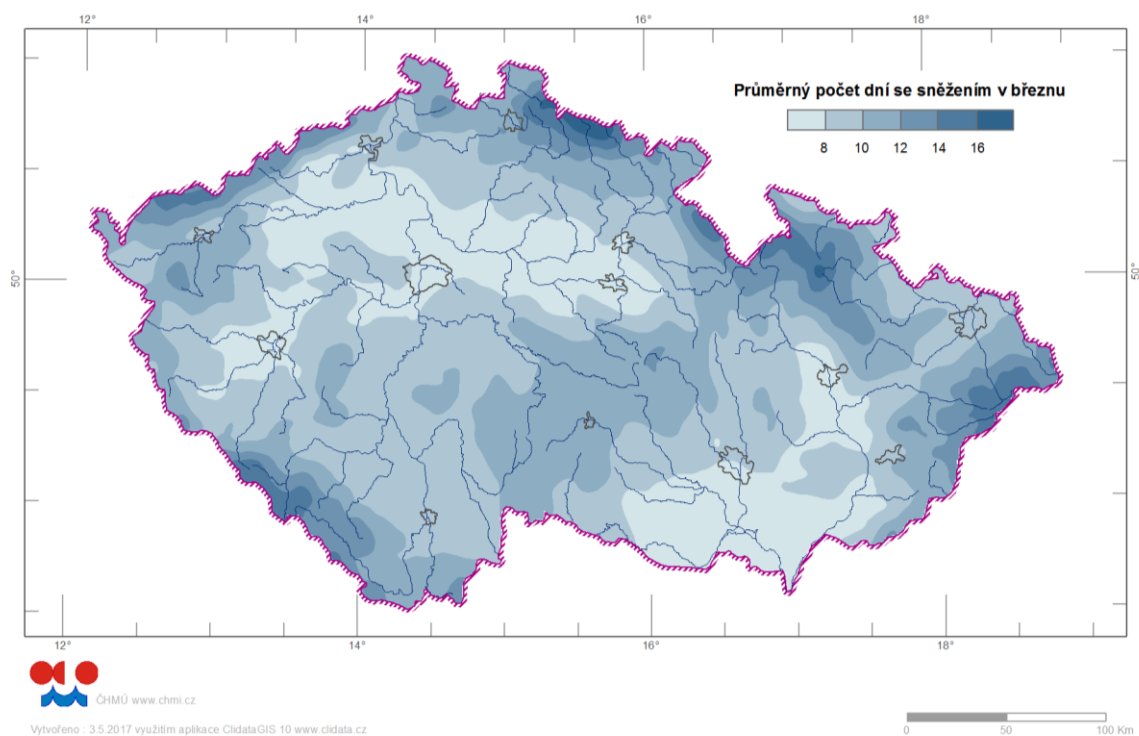 12°
14°
16°
18°
Průměrný počet dní se sněžením v březnu
8 10 12 14 16
50°
50°
12°
14°
16°
18°
ČHMÚ www.chmi.cz
Vytvořeno : 3.5.2017 využitím aplikace ClidataGIS 10 www.clidata.cz
0 50 100 Km